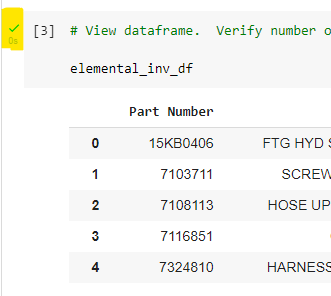 [3] # View dataframe. Verify number o
0s
elemental_inv_df
Part Number
0 15KB0406 FTG HYD S
1 7103711 SCREW
2 7108113 HOSE UP
3 7116851
4 7324810 HARNESS